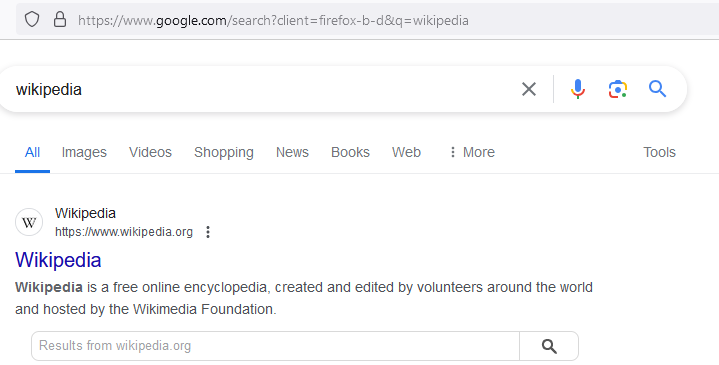 https://www.google.com/search?client=firefox-b-d&q=wikipedia
wikipedia
All Images Videos Shopping News Books Web More Tools
W Wikipedia
https://www.wikipedia.org
Wikipedia
Wikipedia is a free online encyclopedia, created and edited by volunteers around the world
and hosted by the Wikimedia Foundation.
Results from wikipedia.org